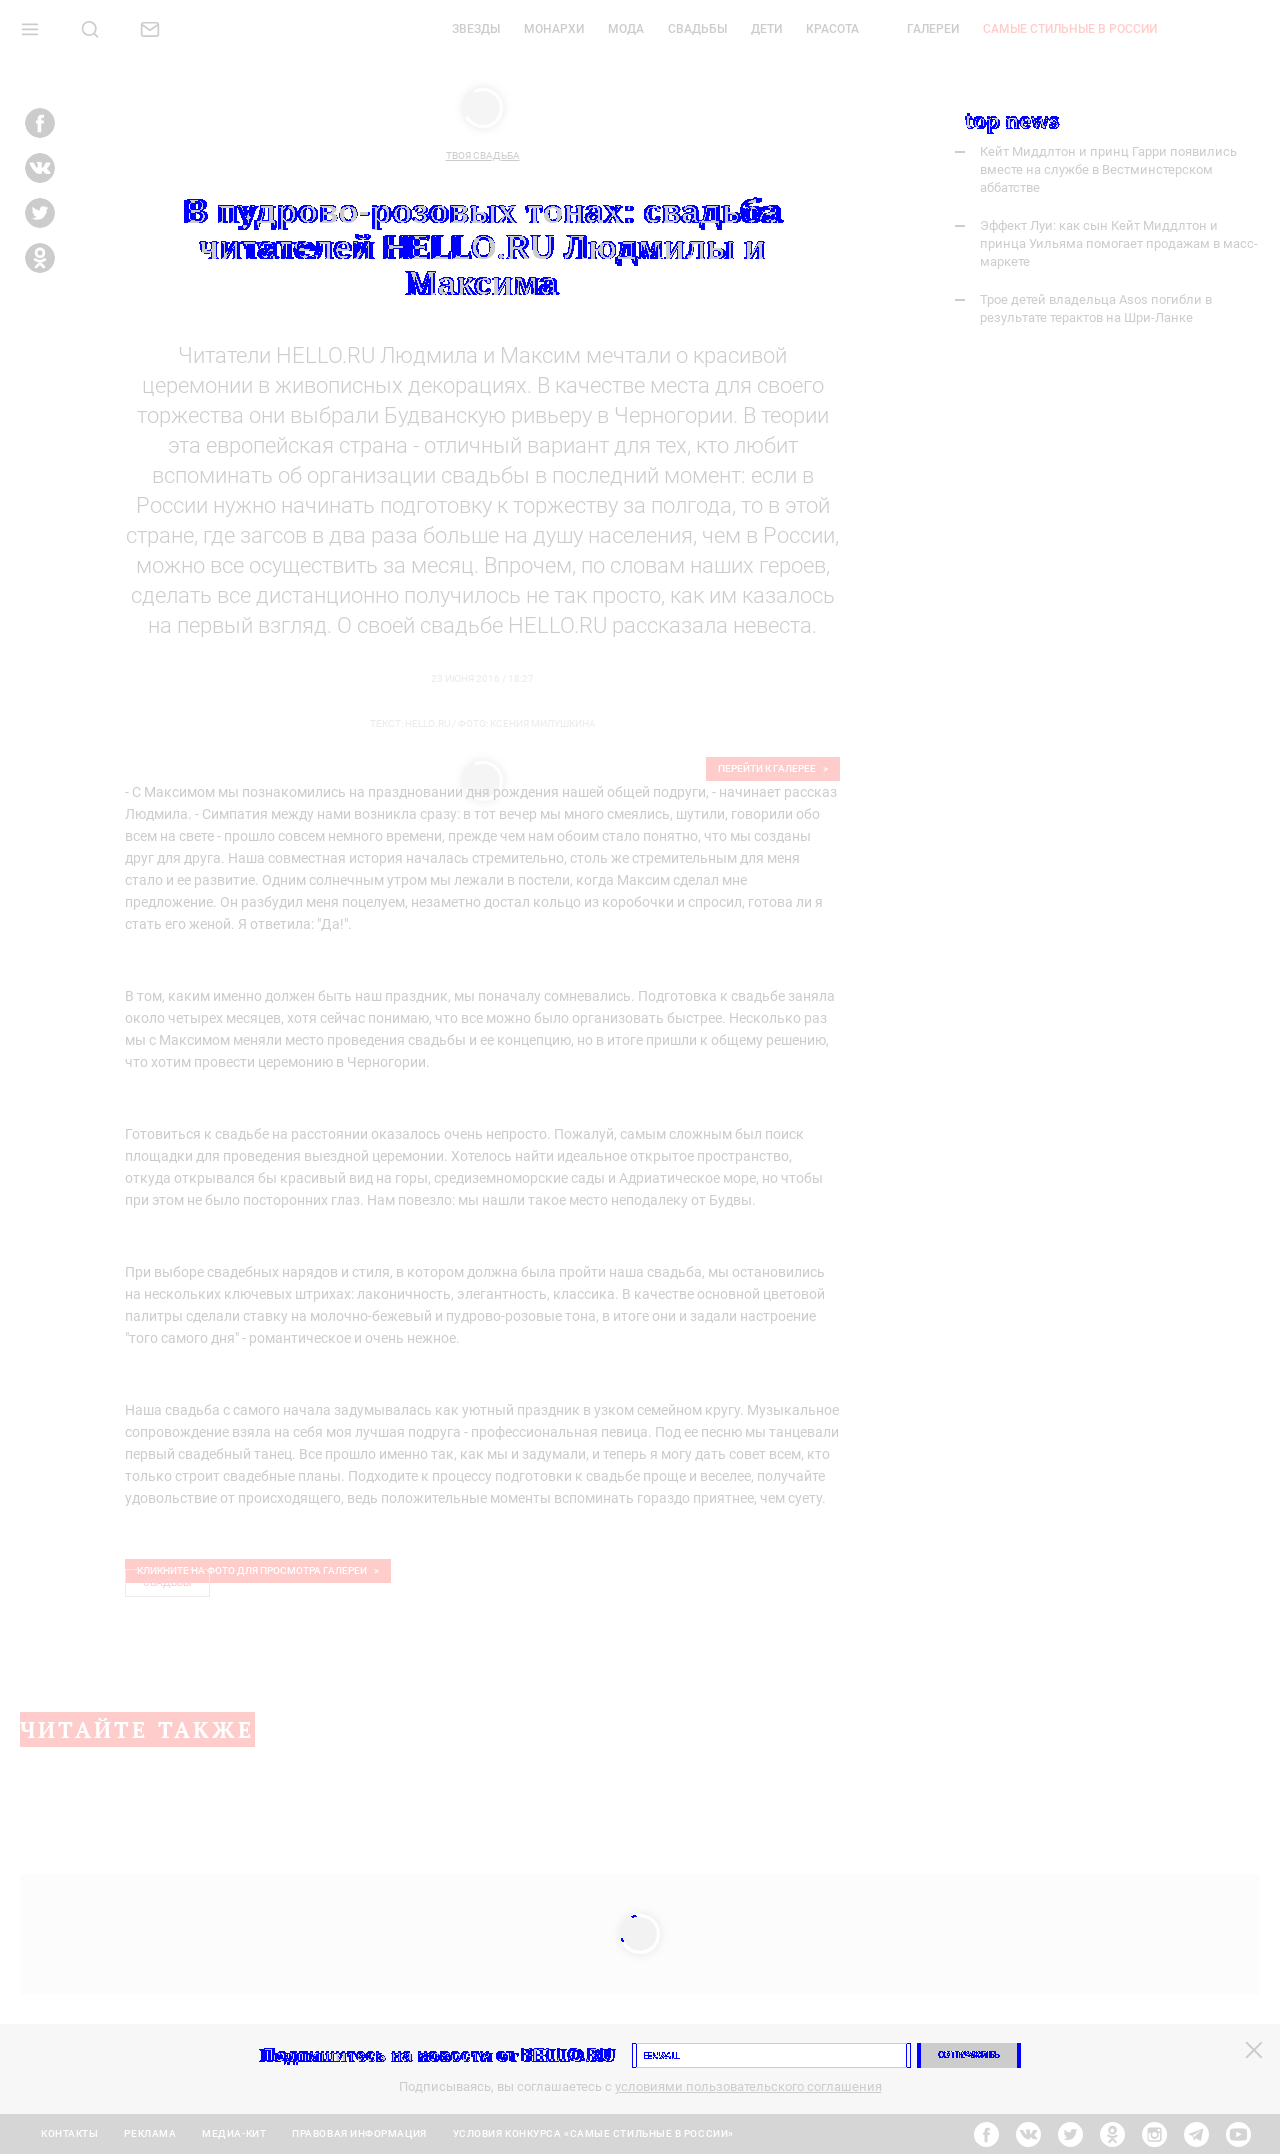 ЗВЕЗДЫ МОНАРХИ МОДА СВАДЬБЫ ДЕТИ КРАСОТА ГАЛЕРЕИ САМЫЕ СТИЛЬНЫЕ В РОССИИ
ТВОЯ СВАДЬБА
В пудрово-розовых тонах: свадьба
читателей HELLO.RU Людмилы и
Максима
Читатели HELLO.RU Людмила и Максим мечтали о красивой
церемонии в живописных декорациях. В качестве места для своего
торжества они выбрали Будванскую ривьеру в Черногории. В теории
эта европейская страна - отличный вариант для тех, кто любит
вспоминать об организации свадьбы в последний момент: если в
России нужно начинать подготовку к торжеству за полгода, то в этой
стране, где загсов в два раза больше на душу населения, чем в России,
можно все осуществить за месяц. Впрочем, по словам наших героев,
сделать все дистанционно получилось не так просто, как им казалось
на первый взгляд. О своей свадьбе HELLO.RU рассказала невеста.
23 ИЮНЯ 2016 / 18:27
ТЕКСТ: HELLO.RU / ФОТО: КСЕНИЯ МИЛУШКИНА
ПЕРЕЙТИ К ГАЛЕРЕЕ >
- С Максимом мы познакомились на праздновании дня рождения нашей общей подруги, - начинает рассказ
Людмила. - Симпатия между нами возникла сразу: в тот вечер мы много смеялись, шутили, говорили обо
всем на свете - прошло совсем немного времени, прежде чем нам обоим стало понятно, что мы созданы
друг для друга. Наша совместная история началась стремительно, столь же стремительным для меня
стало и ее развитие. Одним солнечным утром мы лежали в постели, когда Максим сделал мне
предложение. Он разбудил меня поцелуем, незаметно достал кольцо из коробочки и спросил, готова ли я
стать его женой. Я ответила: "Да!".
В том, каким именно должен быть наш праздник, мы поначалу сомневались. Подготовка к свадьбе заняла
около четырех месяцев, хотя сейчас понимаю, что все можно было организовать быстрее. Несколько раз
мы с Максимом меняли место проведения свадьбы и ее концепцию, но в итоге пришли к общему решению,
что хотим провести церемонию в Черногории.
Готовиться к свадьбе на расстоянии оказалось очень непросто. Пожалуй, самым сложным был поиск
площадки для проведения выездной церемонии. Хотелось найти идеальное открытое пространство,
откуда открывался бы красивый вид на горы, средиземноморские сады и Адриатическое море, но чтобы
при этом не было посторонних глаз. Нам повезло: мы нашли такое место неподалеку от Будвы.
При выборе свадебных нарядов и стиля, в котором должна была пройти наша свадьба, мы остановились
на нескольких ключевых штрихах: лаконичность, элегантность, классика. В качестве основной цветовой
палитры сделали ставку на молочно-бежевый и пудрово-розовые тона, в итоге они и задали настроение
"того самого дня" - романтическое и очень нежное.
Наша свадьба с самого начала задумывалась как уютный праздник в узком семейном кругу. Музыкальное
сопровождение взяла на себя моя лучшая подруга - профессиональная певица. Под ее песню мы танцевали
первый свадебный танец. Все прошло именно так, как мы и задумали, и теперь я могу дать совет всем, кто
только строит свадебные планы. Подходите к процессу подготовки к свадьбе проще и веселее, получайте
удовольствие от происходящего, ведь положительные моменты вспоминать гораздо приятнее, чем суету.
КЛИКНИТЕ НА ФОТО ДЛЯ ПРОСМОТРА ГАЛЕРЕИ >
СВАДЬБЫ
top news
Кейт Миддлтон и принц Гарри появились
вместе на службе в Вестминстерском
аббатстве
Эффект Луи: как сын Кейт Миддлтон и
принца Уильяма помогает продажам в масс-
маркете
Трое детей владельца Asos погибли в
результате терактов на Шри-Ланке
ЧИТАЙТЕ ТАКЖЕ
Подпишитесь на новости от HELLO.RU
Подписываясь, вы соглашаетесь с условиями пользовательского соглашения
КОНТАКТЫ РЕКЛАМА МЕДИА-КИТ ПРАВОВАЯ ИНФОРМАЦИЯ УСЛОВИЯ КОНКУРСА «САМЫЕ СТИЛЬНЫЕ В РОССИИ»